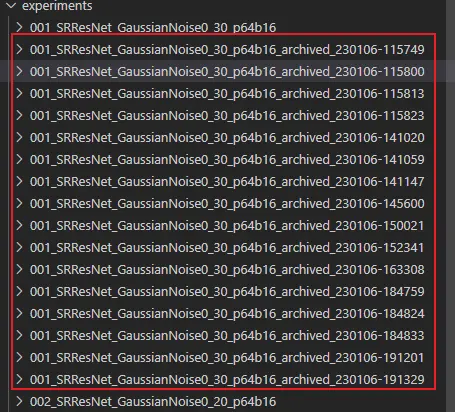 experiments
001_SRResNet_GaussianNoise0_30_p64b16
001_SRResNet_GaussianNoise0_30_p64b16_archived_230106-115749
001_SRResNet_GaussianNoise0_30_p64b16_archived_230106-115800
001_SRResNet_GaussianNoise0_30_p64b16_archived_230106-115813
001_SRResNet_GaussianNoise0_30_p64b16_archived_230106-115823
001_SRResNet_GaussianNoise0_30_p64b16_archived_230106-141020
001_SRResNet_GaussianNoise0_30_p64b16_archived_230106-141059
001_SRResNet_GaussianNoise0_30_p64b16_archived_230106-141147
001_SRResNet_GaussianNoise0_30_p64b16_archived_230106-145600
001_SRResNet_GaussianNoise0_30_p64b16_archived_230106-150021
001_SRResNet_GaussianNoise0_30_p64b16_archived_230106-152341
001_SRResNet_GaussianNoise0_30_p64b16_archived_230106-163308
001_SRResNet_GaussianNoise0_30_p64b16_archived_230106-184759
001_SRResNet_GaussianNoise0_30_p64b16_archived_230106-184824
001_SRResNet_GaussianNoise0_30_p64b16_archived_230106-184833
001_SRResNet_GaussianNoise0_30_p64b16_archived_230106-191201
001_SRResNet_GaussianNoise0_30_p64b16_archived_230106-191329
002_SRResNet_GaussianNoise0_20_p64b16